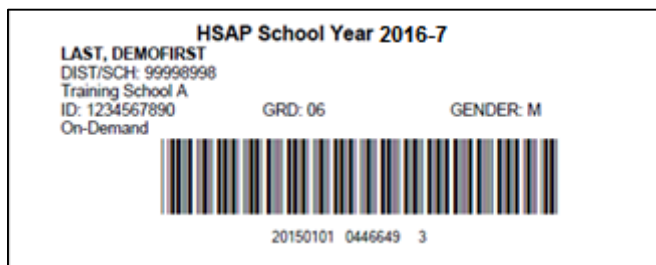 HSAP School Year 2016-7
LAST, DEMOFIRST
DIST/SCH: 99998998
Training School A
ID: 1234567890 GRD: 06 GENDER: M
On-Demand
20150101 0446649 3